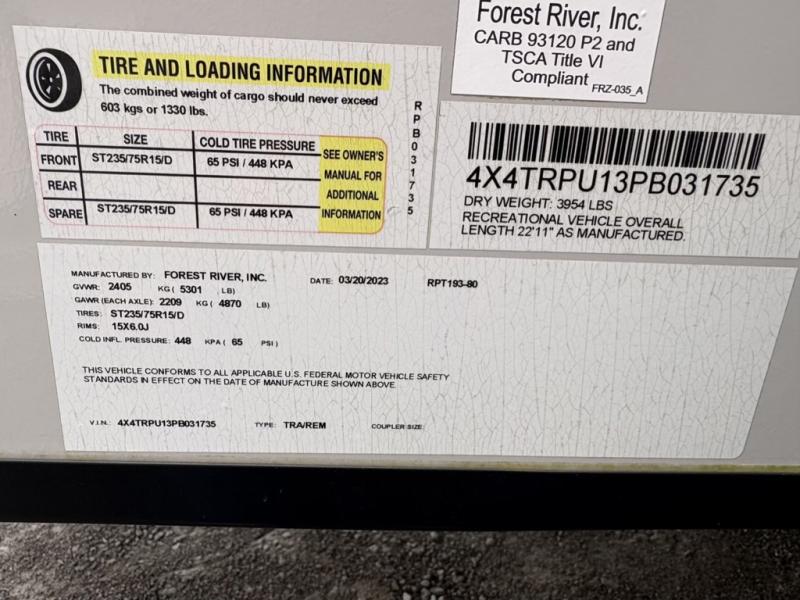 Forest River, Inc.
CARB 93120 P2 and
TSCA Title VI
Compliant
FRZ-035_A
TIRE AND LOADING INFORMATION
The combined weight of cargo should never exceed
603 kgs or 1330 lbs.
TIRE SIZE COLD TIRE PRESSURE
FRONT ST235/75R15/D 65 PSI / 448 KPA
REAR
SPARE ST235/75R15/D 65 PSI / 448 KPA
SEE OWNER'S
MANUAL FOR
ADDITIONAL
INFORMATION
RPB031735
4X4TRPU13PB031735
DRY WEIGHT: 3954 LBS
RECREATIONAL VEHICLE OVERALL
LENGTH 22'11" AS MANUFACTURED.
MANUFACTURED BY: FOREST RIVER, INC. DATE: 03/20/2023 RPT193-80
GVWR: 2405 KG ( 5301 LB)
GAWR (EACH AXLE): 2209 KG ( 4870 LB)
TIRES: ST235/75R15/D
RIMS: 15X6.0J
COLD INFL. PRESSURE: 448 KPA ( 65 PSI )
THIS VEHICLE CONFORMS TO ALL APPLICABLE U.S. FEDERAL MOTOR VEHICLE SAFETY
STANDARDS IN EFFECT ON THE DATE OF MANUFACTURE SHOWN ABOVE.
V.I.N.: 4X4TRPU13PB031735 TYPE: TRA/REM COUPLER SIZE: